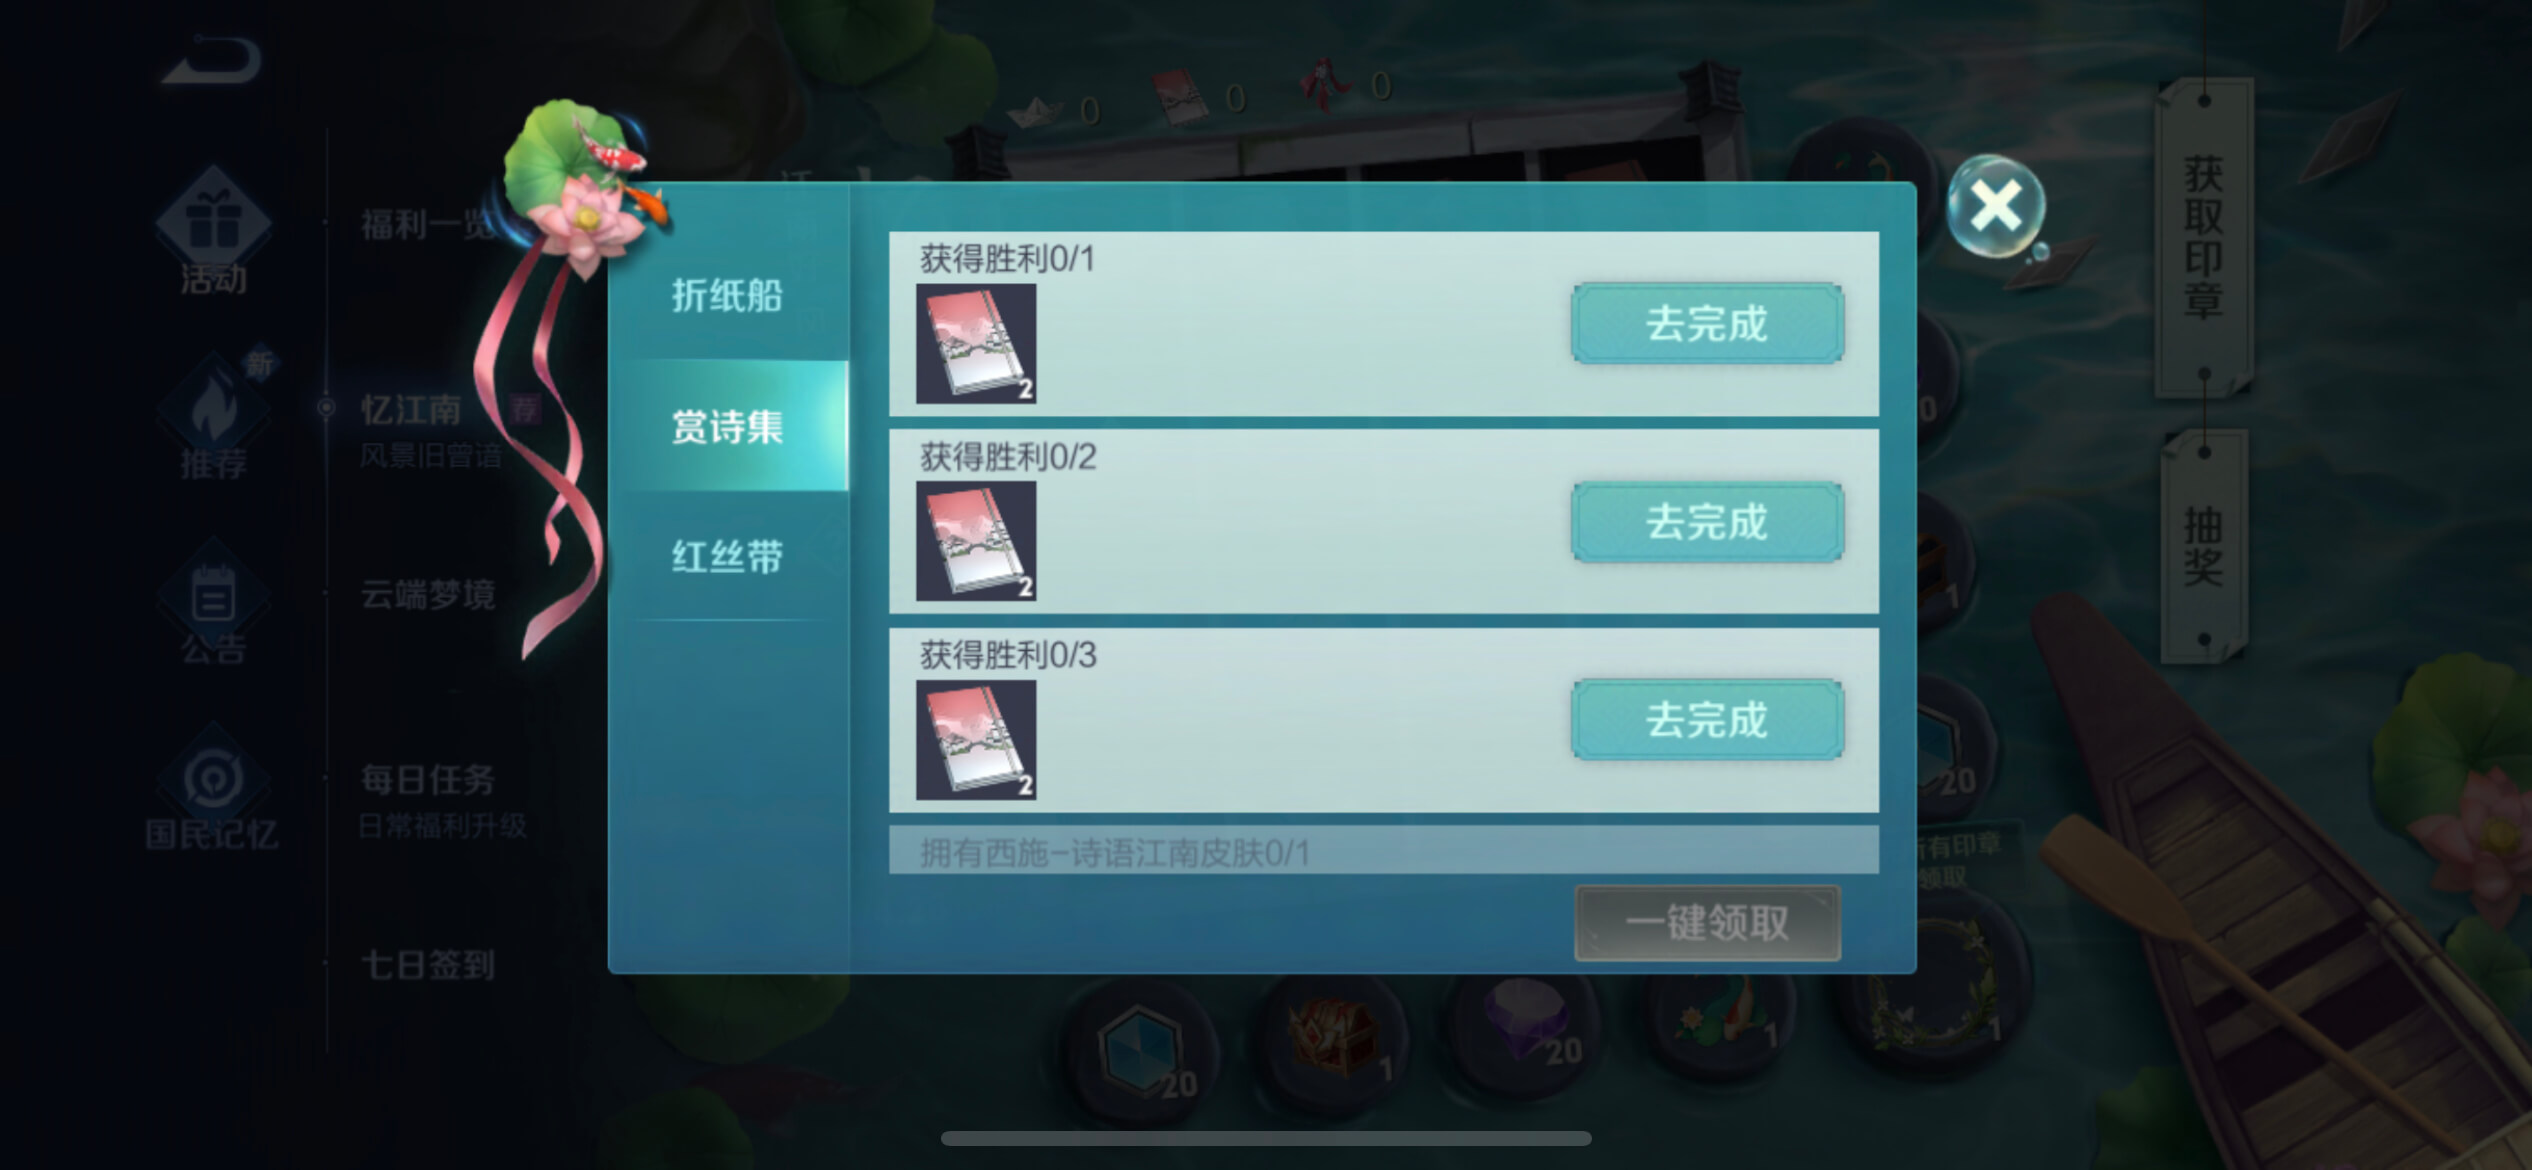 0
0
0
活动
新
推荐
公告
国民记忆
福利一览
忆江南
荐
风景旧曾谙
云端梦境
每日任务
日常福利升级
七日签到
折纸船
赏诗集
红丝带
获得胜利0/1
2
去完成
获得胜利0/2
2
去完成
获得胜利0/3
2
去完成
拥有西施-诗语江南皮肤0/1
一键领取
获取印章
抽奖
0
1
20
所有印章
领取
20
1
20
1
1